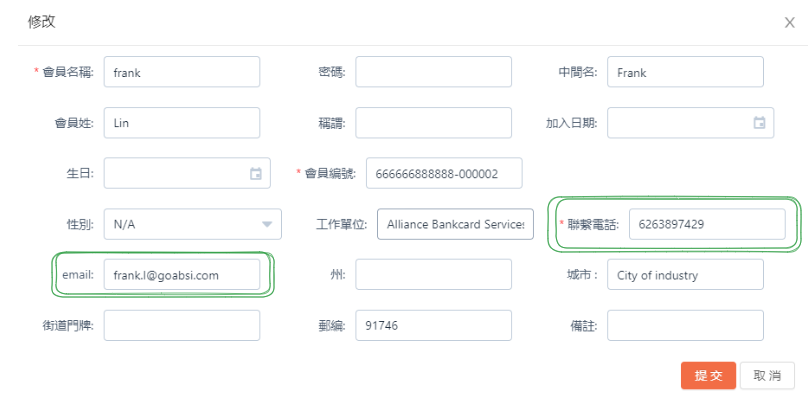 修改
* 會員名稱: frank 密碼: 中間名: Frank
會員姓: Lin 稱謂: 加入日期:
生日: * 會員編號: 666666888888-000002
性別: N/A 工作單位: Alliance Bankcard Services * 聯繫電話: 6263897429
email: frank.l@goabsi.com 州: 城市 : City of industry
街道門牌: 郵編: 91746 備註:
提交 取消